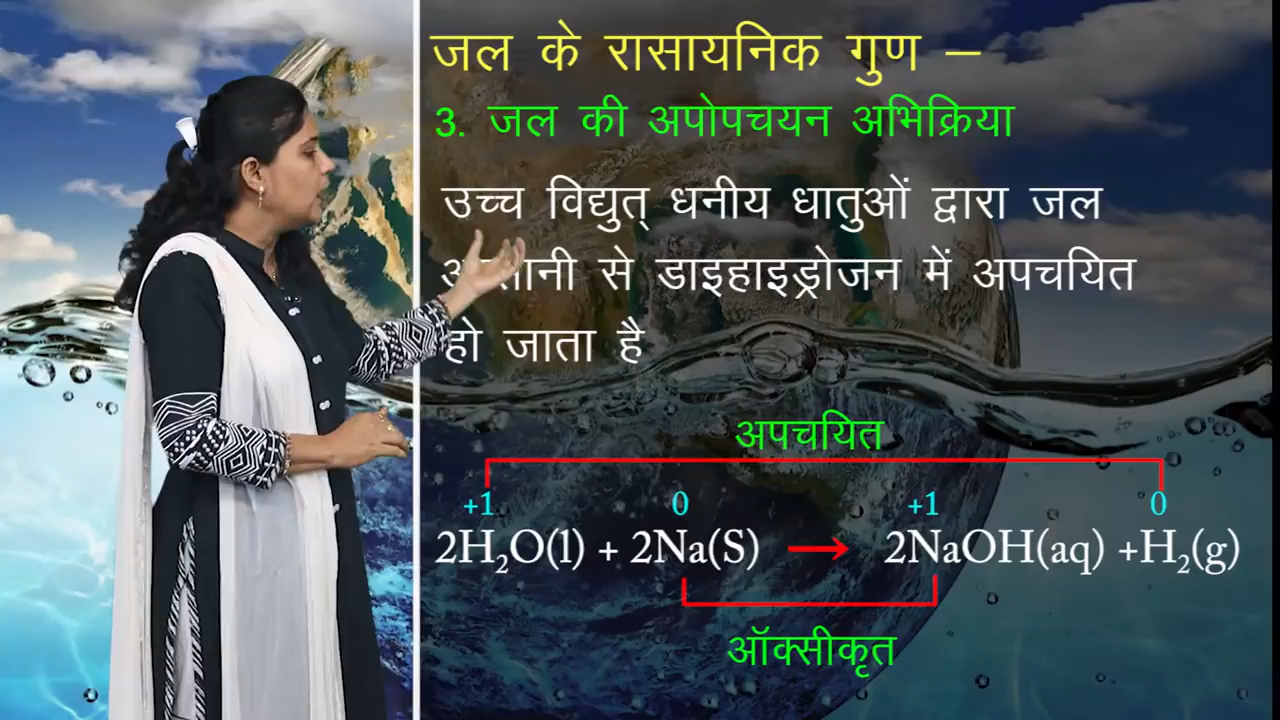 जल के रासायनिक गुण –
3. जल की अपोपचयन अभिक्रिया
उच्च विद्युत् धनीय धातुओं द्वारा जल
से डाइहाइड्रोजन में अपचयित
हो जाता है
अपचयित
+1 0 +1 0
2H₂O(l) + 2Na(S) → 2NaOH(aq) +H₂(g)
ऑक्सीकृत